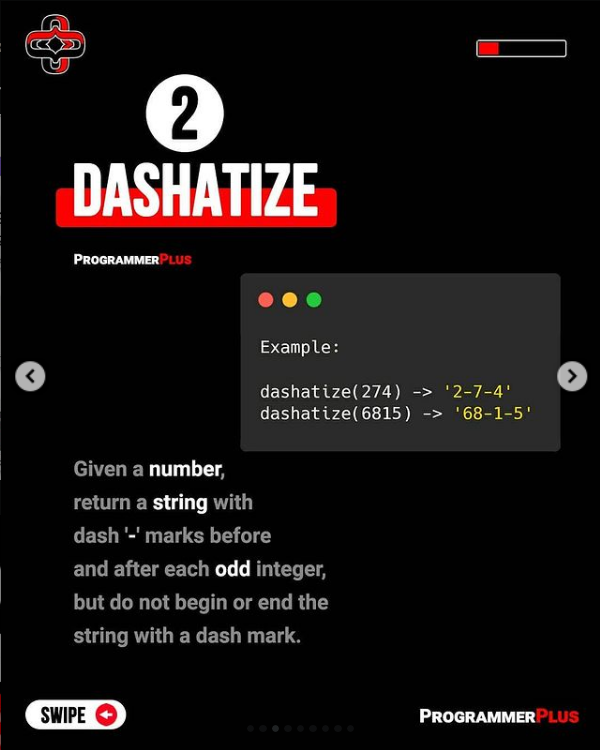 2
DASHATIZE
PROGRAMMERPLUS
Example:
dashatize(274) -> '2-7-4'
dashatize(6815) -> '68-1-5'
Given a number,
return a string with
dash '-' marks before
and after each odd integer,
but do not begin or end the
string with a dash mark.
SWIPE
PROGRAMMERPLUS